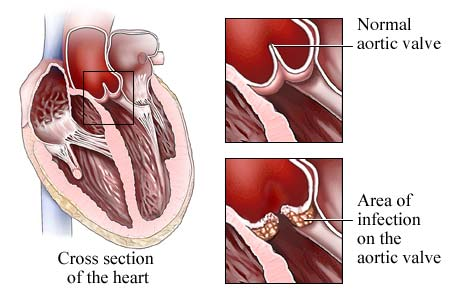 Normal
aortic valve
Area of
infection
on the
aortic valve
Cross section
of the heart